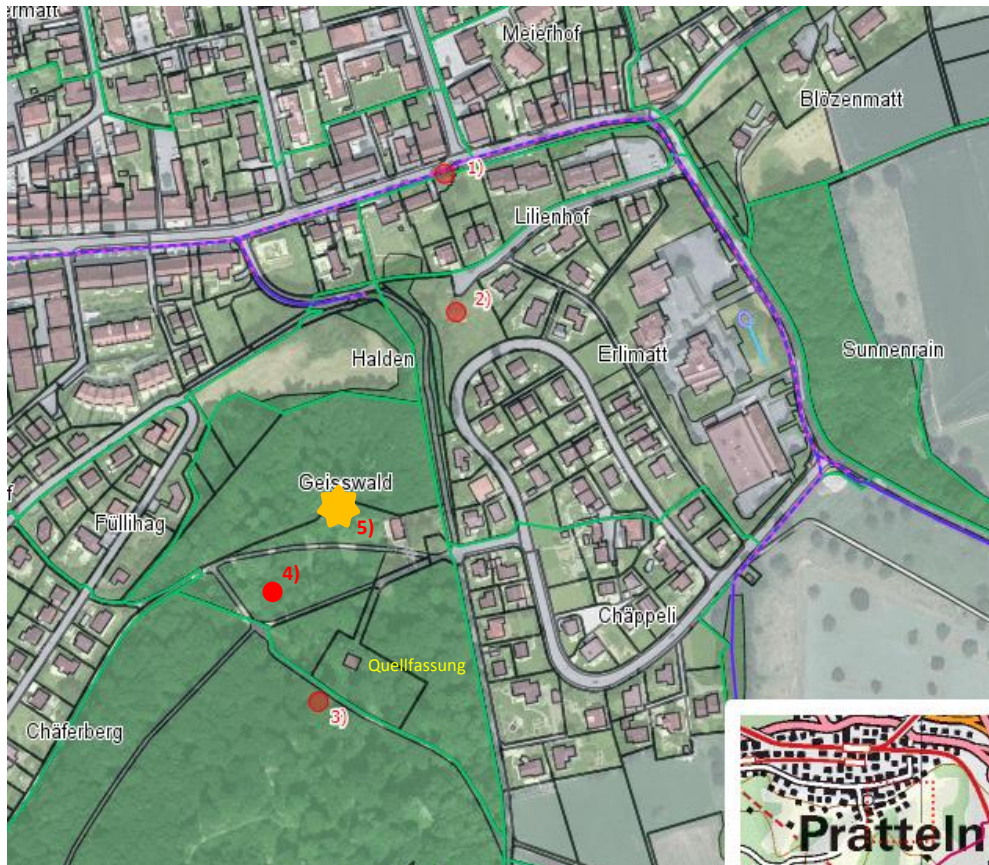 ermatt
Meierhof
Blözenmatt
1)
Lilienhof
2)
Halden
Erlimatt
Sunnenrain
Geisswald
f
Füllihag
5)
4)
Chäppeli
Quellfassung
3)
Chäferberg
Pratteln